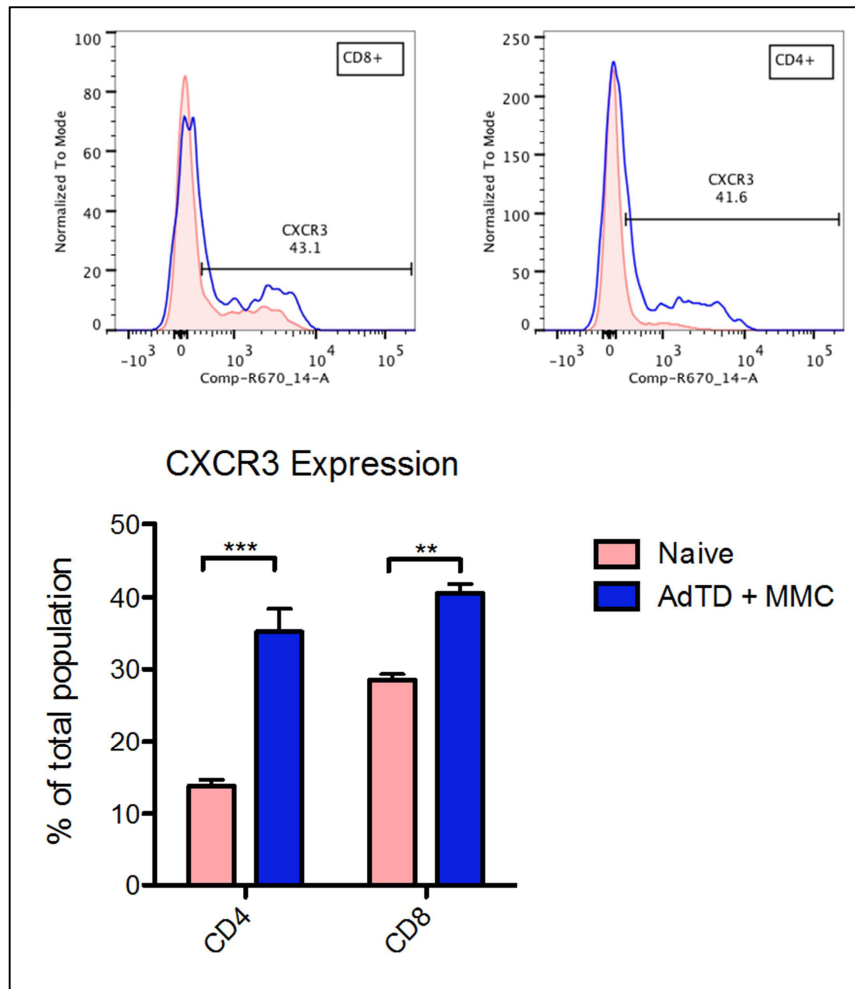 CD8+
100
80
60
40
20
0
Normalized To Mode
CXCR3
43.1
-10³ 0 10³ 10⁴ 10⁵
Comp-R670_14-A
CD4+
250
200
150
100
50
0
Normalized To Mode
CXCR3
41.6
-10³ 0 10³ 10⁴ 10⁵
Comp-R670_14-A
CXCR3 Expression
50
40
30
20
10
0
% of total population
***
**
CD4
CD8
Naive
AdTD + MMC